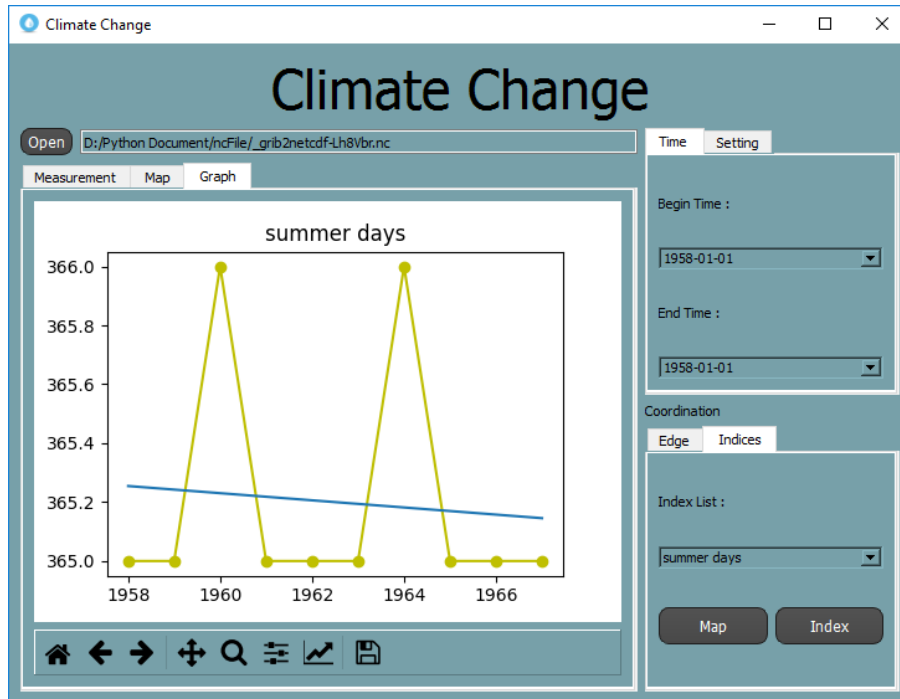 Climate Change
Climate Change
Open D:/Python Document/ncFile/_grib2netcdf-Lh8Vbr.nc
Measurement Map Graph
summer days
366.0
365.8
365.6
365.4
365.2
365.0
1958 1960 1962 1964 1966
Time Setting
Begin Time :
1958-01-01
End Time :
1958-01-01
Coordination
Edge Indices
Index List :
summer days
Map Index